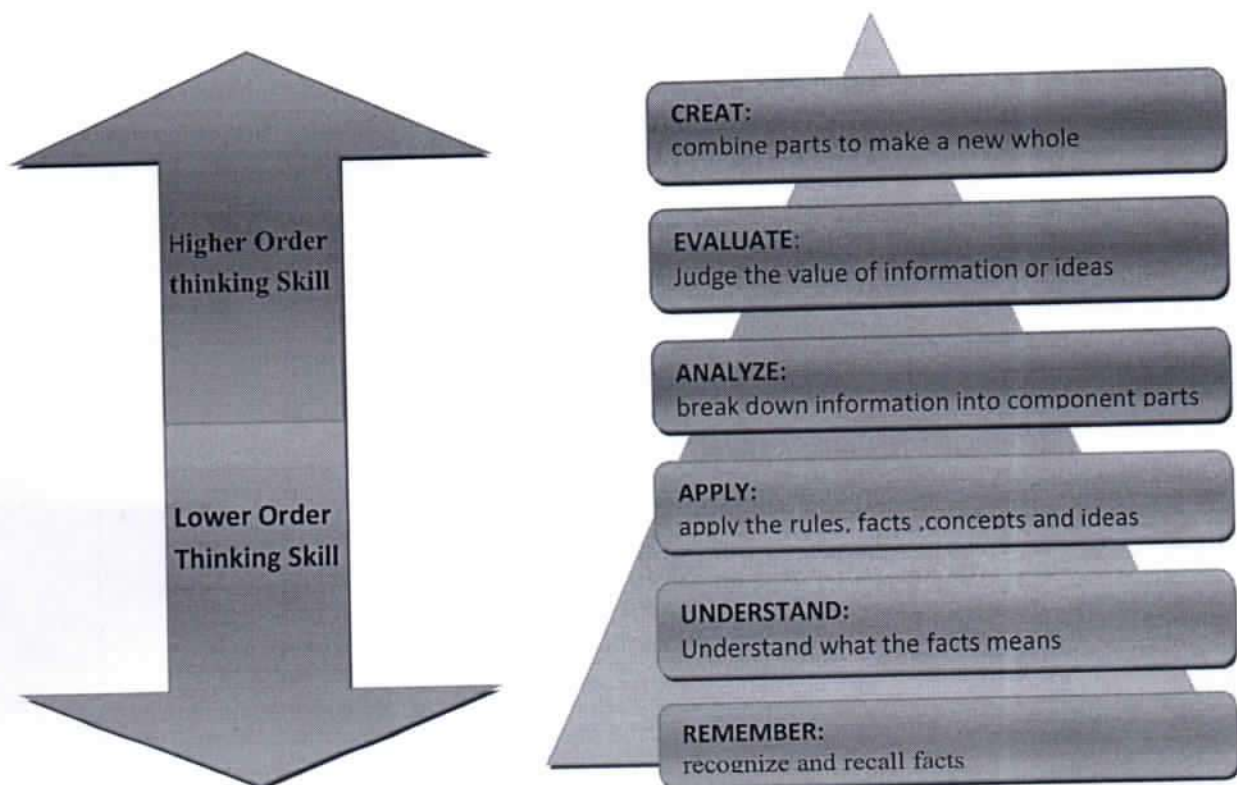 Higher Order
thinking Skill
Lower Order
Thinking Skill
CREAT:
combine parts to make a new whole
EVALUATE:
Judge the value of information or ideas
ANALYZE:
break down information into component parts
APPLY:
apply the rules, facts ,concepts and ideas
UNDERSTAND:
Understand what the facts means
REMEMBER:
recognize and recall facts